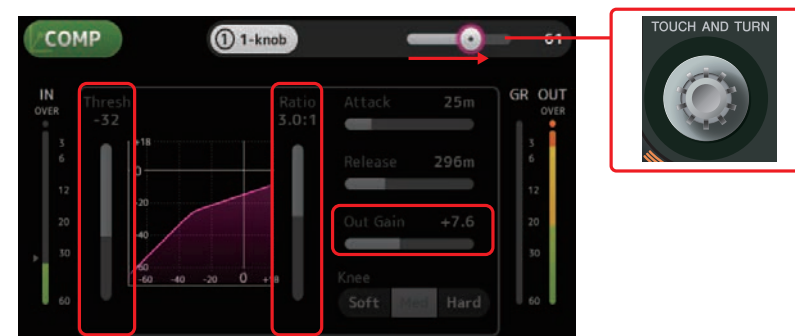 COMP
① 1-knob
61
TOUCH AND TURN
IN
OVER
3
6
12
20
30
60
Thresh
-32
+18
0
-20
-40
-60
-60 -40 -20 0 +18
Ratio
3.0:1
Attack 25m
Release 296m
Out Gain +7.6
Knee
Soft Med Hard
GR OUT
OVER
3
6
12
20
30
60